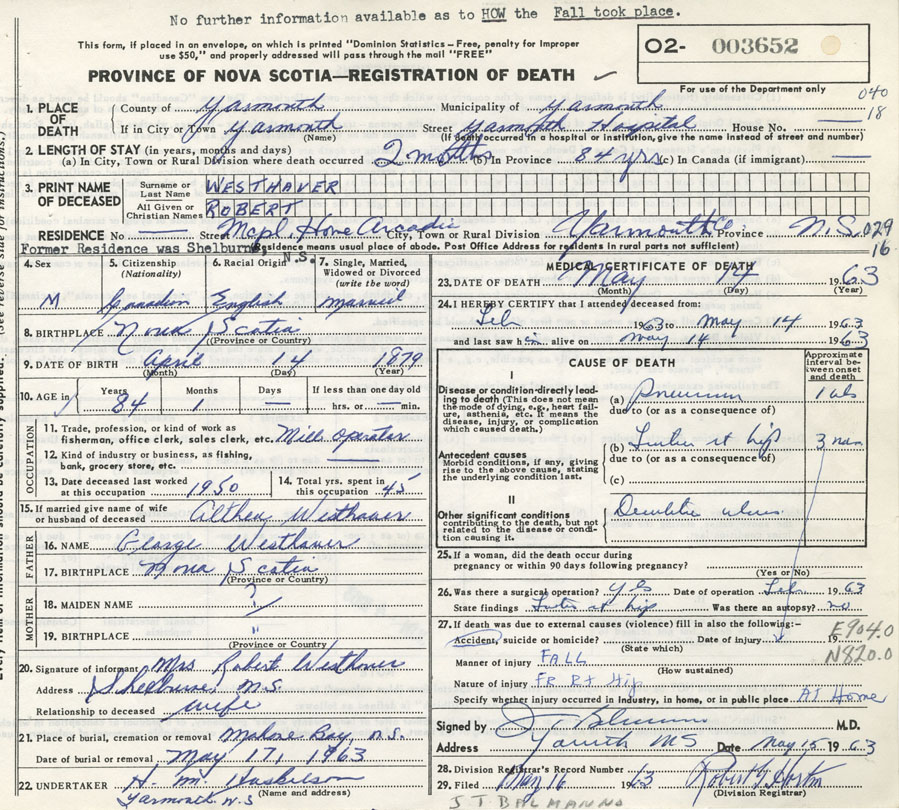 No further information available as to HOW the Fall took place.
This form, if placed in an envelope, on which is printed "Dominion Statistics - Free, penalty for Improper
use $50," and properly addressed will pass through the mail "FREE"
O2- 003652
PROVINCE OF NOVA SCOTIA—REGISTRATION OF DEATH
For use of the Department only
040
18
1. PLACE OF DEATH County of Yarmouth Municipality of Yarmouth
If in City or Town Yarmouth (Name) Street Yarmouth Hospital House No. —
(If death occurred in a hospital or institution, give the name instead of street and number)
2. LENGTH OF STAY (in years, months and days)
(a) In City, Town or Rural Division where death occurred 2 months (b) In Province 84 yrs (c) In Canada (if immigrant) —
3. PRINT NAME OF DECEASED Surname or Last Name WESTHAVER
All Given or Christian Names ROBERT
RESIDENCE No — Street Mcpl Home Arcadia City, Town or Rural Division Yarmouth Co Province N.S. 029
16
Former Residence was Shelburne, N.S.
Residence means usual place of abode. Post Office Address for residents in rural parts not sufficient)
4. Sex M
5. Citizenship (Nationality) Canadian
6. Racial Origin English
7. Single, Married, Widowed or Divorced (write the word) Married
8. BIRTHPLACE Nova Scotia
(Province or Country)
9. DATE OF BIRTH April 14 1879
(Month) (Day) (Year)
10. AGE in Years 84 Months 1 Days — If less than one day old hrs. or — min.
OCCUPATION
11. Trade, profession, or kind of work as fisherman, office clerk, sales clerk, etc. Mill operator
12. Kind of industry or business, as fishing, bank, grocery store, etc. —
13. Date deceased last worked at this occupation 1950
14. Total yrs. spent in this occupation 45
15. If married give name of wife or husband of deceased Althea Westhaver
FATHER
16. NAME George Westhaver
17. BIRTHPLACE Nova Scotia
(Province or Country)
MOTHER
18. MAIDEN NAME ?
19. BIRTHPLACE "
(Province or Country)
20. Signature of informant Mrs Robert Westhaver
Address Shelburne, N.S.
Relationship to deceased wife
21. Place of burial, cremation or removal Mahone Bay, N.S.
Date of burial or removal May 17, 1963
22. UNDERTAKER H. M.
Yarmouth N.S (Name and address)
MEDICAL CERTIFICATE OF DEATH
23. DATE OF DEATH May 14 1963
(Month) (Day) (Year)
24. I HEREBY CERTIFY that I attended deceased from:
Feb 1963 to May 14 1963
and last saw him alive on May 14 1963
CAUSE OF DEATH
Approximate interval between onset and death
I
Disease or condition directly leading to death (This does not mean the mode of dying, e.g., heart failure, asthenia, etc. It means the disease, injury, or complication which caused death.)
(a) 
due to (or as a consequence of)
Antecedent causes
Morbid conditions, if any, giving rise to the above cause, stating the underlying condition last.
(b) hip 3
due to (or as a consequence of)
(c)
II
Other significant conditions
contributing to the death, but not related to the disease or condition causing it.
25. If a woman, did the death occur during pregnancy or within 90 days following pregnancy?
(Yes or No)
26. Was there a surgical operation? yes Date of operation Feb 1963
State findings hip Was there an autopsy? no
27. If death was due to external causes (violence) fill in also the following:-
Accident, suicide or homicide? Date of injury
(State which)
E904.0
N820.0
Manner of injury FALL
(How sustained)
Nature of injury FR Rt Hip
Specify whether injury occurred in industry, in home, or in public place At Home
Signed by M.D.
Address Yarmouth NS Date May 15 1963
28. Division Registrar's Record Number
29. Filed May 16 1963
(Division Registrar)
J T BALMANNO